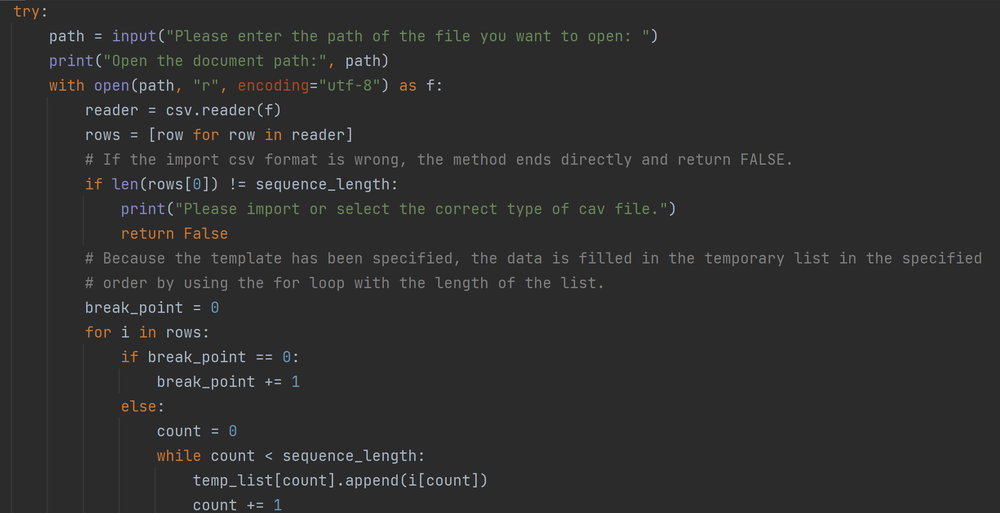 try:
    path = input("Please enter the path of the file you want to open: ")
    print("Open the document path:", path)
    with open(path, "r", encoding="utf-8") as f:
        reader = csv.reader(f)
        rows = [row for row in reader]
        # If the import csv format is wrong, the method ends directly and return FALSE.
        if len(rows[0]) != sequence_length:
            print("Please import or select the correct type of cav file.")
            return False
        # Because the template has been specified, the data is filled in the temporary list in the specified
        # order by using the for loop with the length of the list.
        break_point = 0
        for i in rows:
            if break_point == 0:
                break_point += 1
            else:
                count = 0
                while count < sequence_length:
                    temp_list[count].append(i[count])
                    count += 1